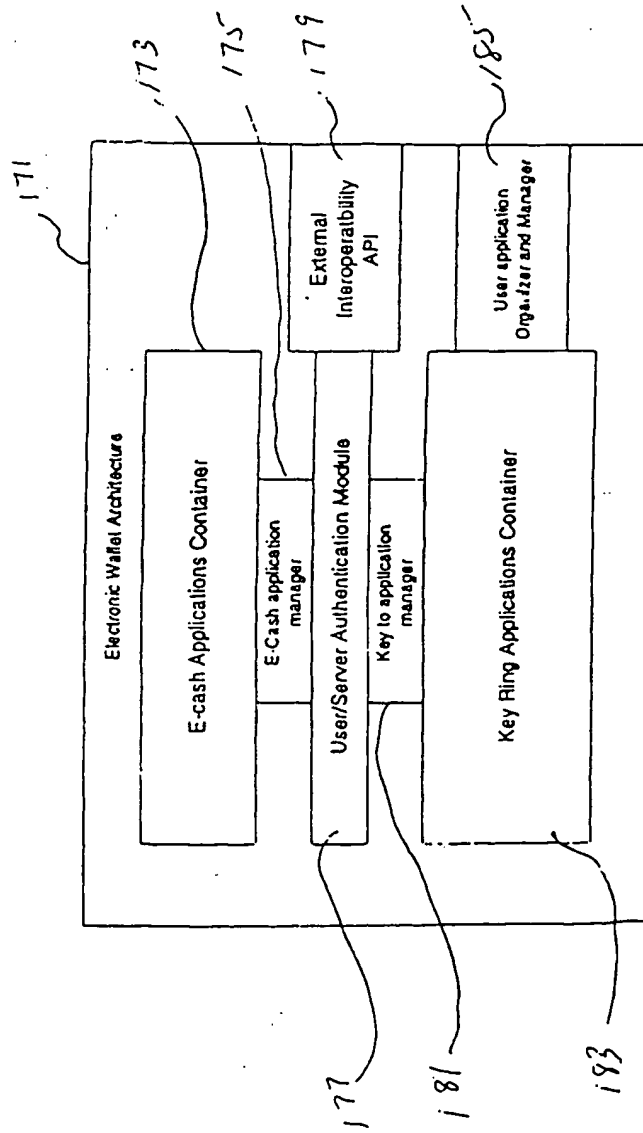 171
Electronic Wallet Architecture
173
E-cash Applications Container
175
E-Cash application
manager
177
User/Server Authentication Module
179
External
Interoperability
API
181
Key to application
manager
183
Key Ring Applications Container
185
User application
Organizer and Manager